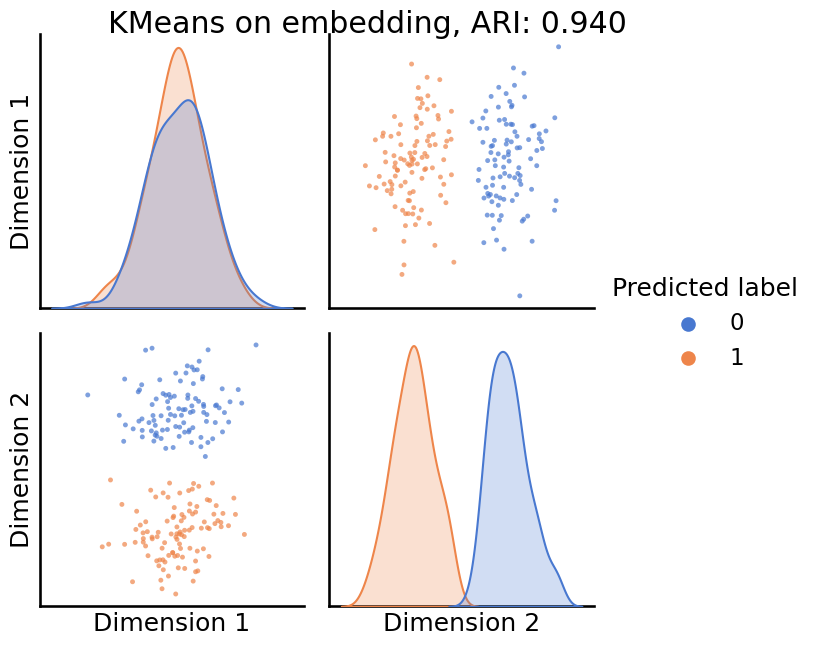 KMeans on embedding, ARI: 0.940
Dimension 1
Predicted label
0
1
Dimension 2
Dimension 1
Dimension 2